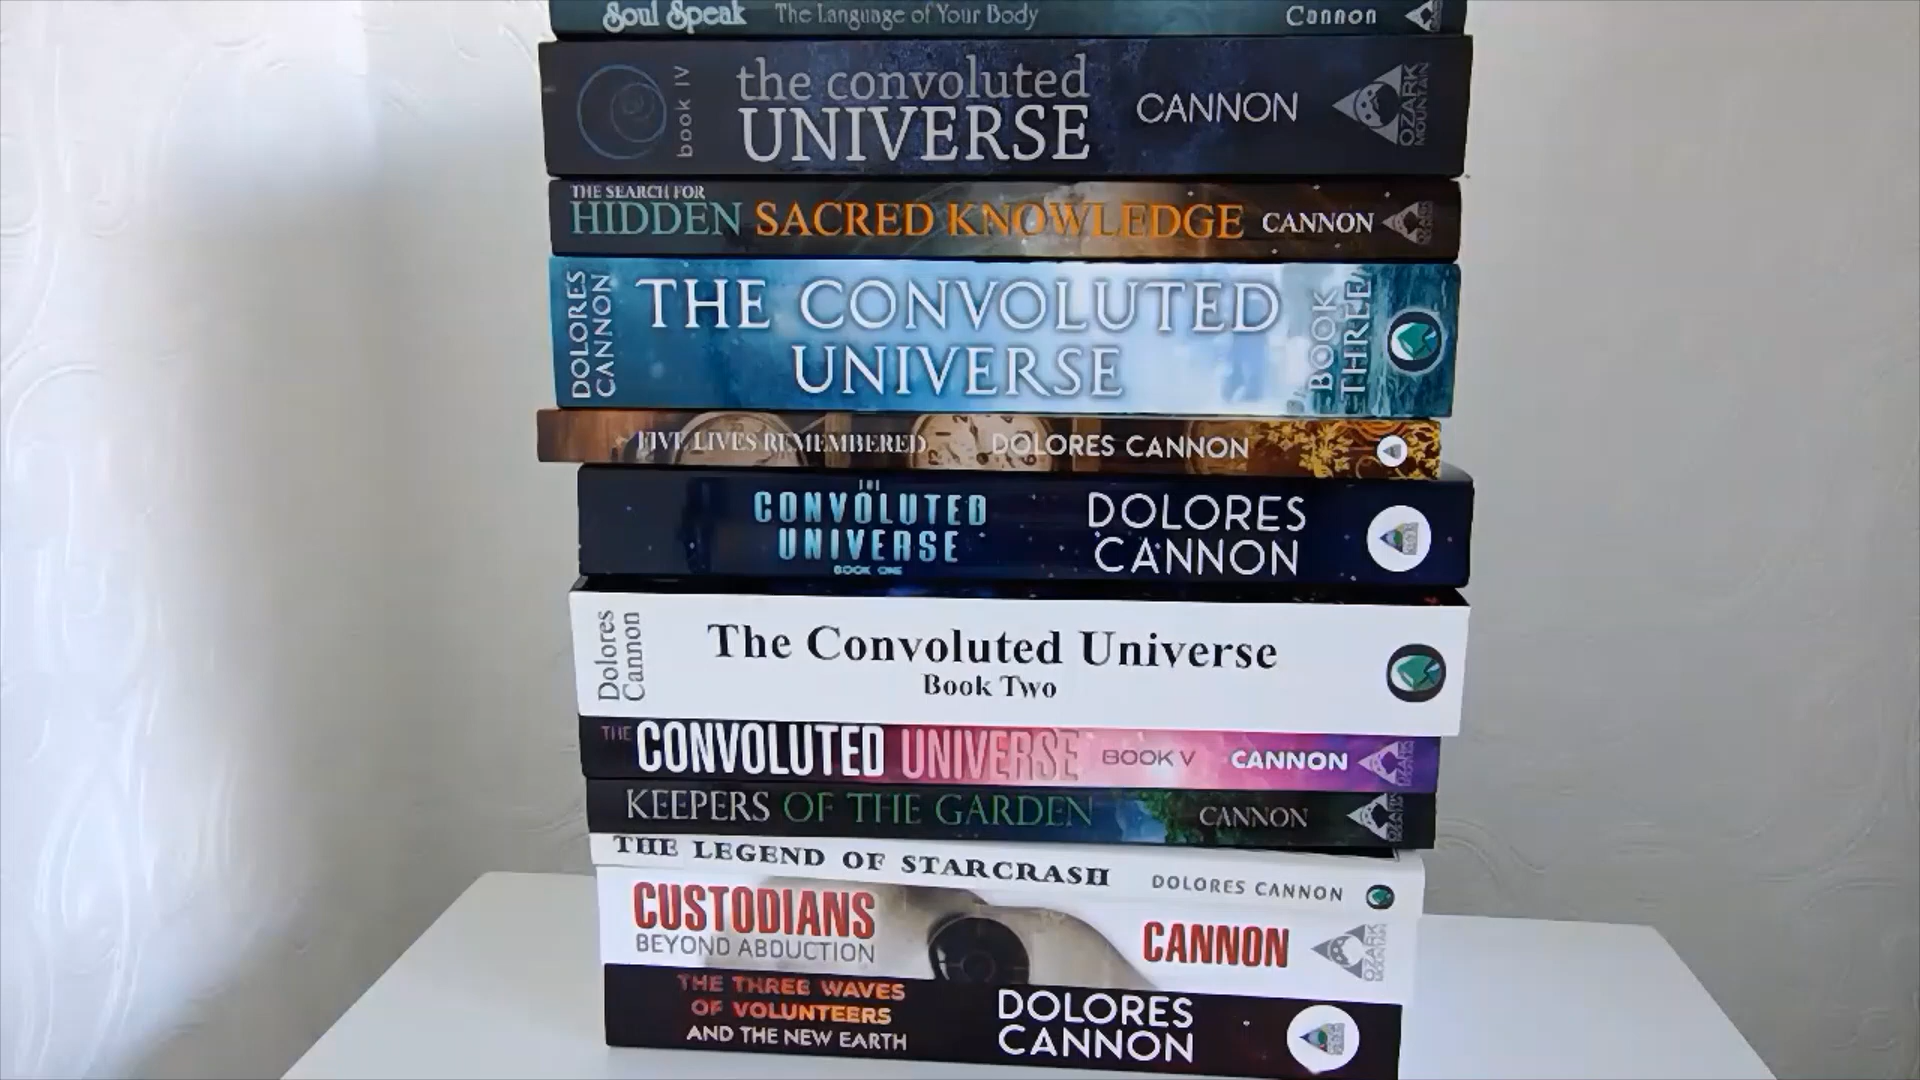 Soul Speak The Language of Your Body Cannon
book IV
the convoluted
UNIVERSE
CANNON
OZARK
MOUNTAIN
THE SEARCH FOR
HIDDEN SACRED KNOWLEDGE CANNON
DOLORES
CANNON
THE CONVOLUTED
UNIVERSE
BOOK
THREE
FIVE LIVES REMEMBERED DOLORES CANNON
THE
CONVOLUTED
UNIVERSE
BOOK ONE
DOLORES
CANNON
Dolores
Cannon
The Convoluted Universe
Book Two
THE CONVOLUTED UNIVERSE BOOK V CANNON
KEEPERS OF THE GARDEN CANNON
THE LEGEND OF STARCRASH DOLORES CANNON
CUSTODIANS
BEYOND ABDUCTION
CANNON
OZARK
MOUNTAIN
THE THREE WAVES
OF VOLUNTEERS
AND THE NEW EARTH
DOLORES
CANNON